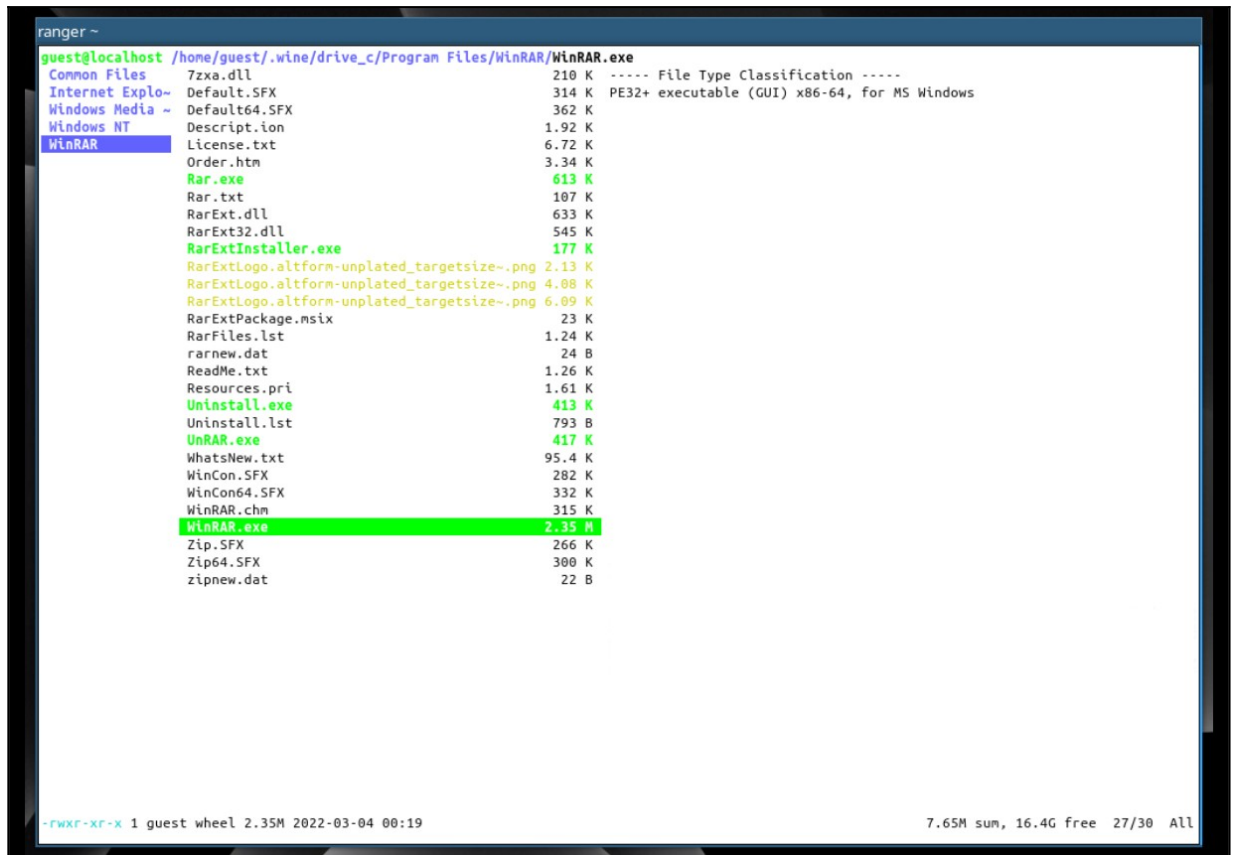 ranger ~
guest@localhost /home/guest/.wine/drive_c/Program Files/WinRAR/WinRAR.exe
Common Files 7zxa.dll 210 K ----- File Type Classification -----
Internet Explo~ Default.SFX 314 K PE32+ executable (GUI) x86-64, for MS Windows
Windows Media ~ Default64.SFX 362 K
Windows NT Descript.ion 1.92 K
WinRAR License.txt 6.72 K
Order.htm 3.34 K
Rar.exe 613 K
Rar.txt 107 K
RarExt.dll 633 K
RarExt32.dll 545 K
RarExtInstaller.exe 177 K
RarExtLogo.altform-unplated_targetsize~.png 2.13 K
RarExtLogo.altform-unplated_targetsize~.png 4.08 K
RarExtLogo.altform-unplated_targetsize~.png 6.09 K
RarExtPackage.msix 23 K
RarFiles.lst 1.24 K
rarnew.dat 24 B
ReadMe.txt 1.26 K
Resources.pri 1.61 K
Uninstall.exe 413 K
Uninstall.lst 793 B
UnRAR.exe 417 K
WhatsNew.txt 95.4 K
WinCon.SFX 282 K
WinCon64.SFX 332 K
WinRAR.chm 315 K
WinRAR.exe 2.35 M
Zip.SFX 266 K
Zip64.SFX 300 K
zipnew.dat 22 B
-rwxr-xr-x 1 guest wheel 2.35M 2022-03-04 00:19 7.65M sum, 16.4G free 27/30 All